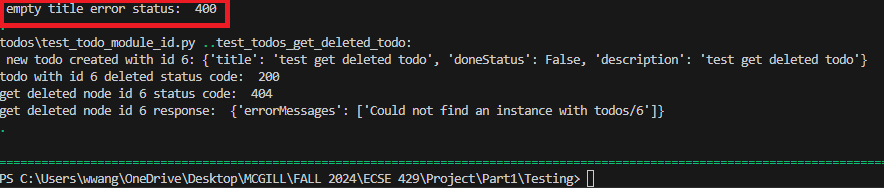 empty title error status:  400
.
todos\test_todo_module_id.py ..test_todos_get_deleted_todo:
 new todo created with id 6: {'title': 'test get deleted todo', 'doneStatus': False, 'description': 'test get deleted todo'}
todo with id 6 deleted status code:  200
get deleted node id 6 status code:  404
get deleted node id 6 response:  {'errorMessages': ['Could not find an instance with todos/6']}
.
================================================================================================================================
PS C:\Users\wwang\OneDrive\Desktop\MCGILL\FALL 2024\ECSE 429\Project\Part1\Testing>